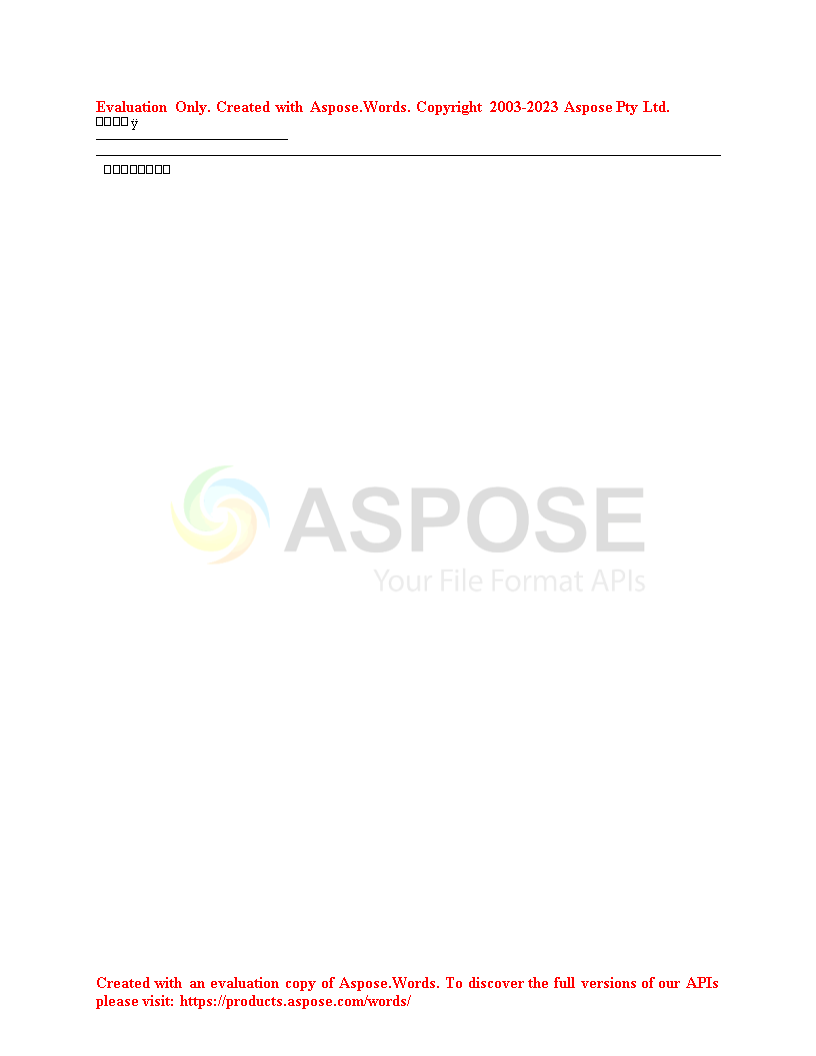 Evaluation Only. Created with Aspose.Words. Copyright 2003-2023 Aspose Pty Ltd.
ÿ
ASPOSE
Your File Format APIs
Created with an evaluation copy of Aspose.Words. To discover the full versions of our APIs
please visit: https://products.aspose.com/words/